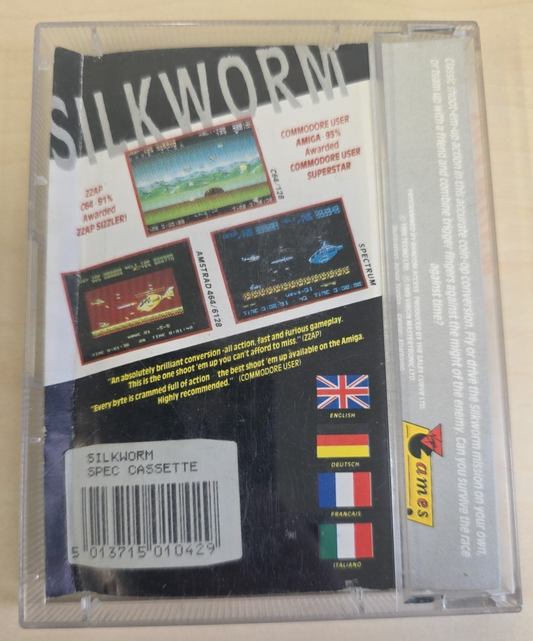 SILKWORM
COMMODORE USER
AMIGA - 93%
Awarded
COMMODORE USER
SUPERSTAR
ZZAP
C64 - 91%
Awarded
ZZAP SIZZLER!
C64/128
SPECTRUM
AMSTRAD 464/6128
"An absolutely brilliant conversion - all action, fast and furious gameplay.
This is the one shoot 'em up you can't afford to miss." (ZZAP)
"Every byte is crammed full of action - the best shoot 'em up available on the Amiga.
Highly recommended." (COMMODORE USER)
ENGLISH
DEUTSCH
FRANCAIS
ITALIANO
SILKWORM
SPEC CASSETTE
5 013715 010429
Classic shoot-em-up action in this accurate coin-op conversion. Fly or drive the Silkworm mission on your own,
or team up with a friend and combine trigger fingers against the might of the enemy. Can you survive the race
against time?
Games